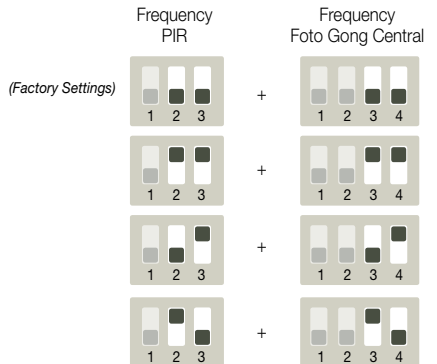 Frequency
PIR
Frequency
Foto Gong Central
(Factory Settings)
1 2 3
+
1 2 3 4
1 2 3
+
1 2 3 4
1 2 3
+
1 2 3 4
1 2 3
+
1 2 3 4